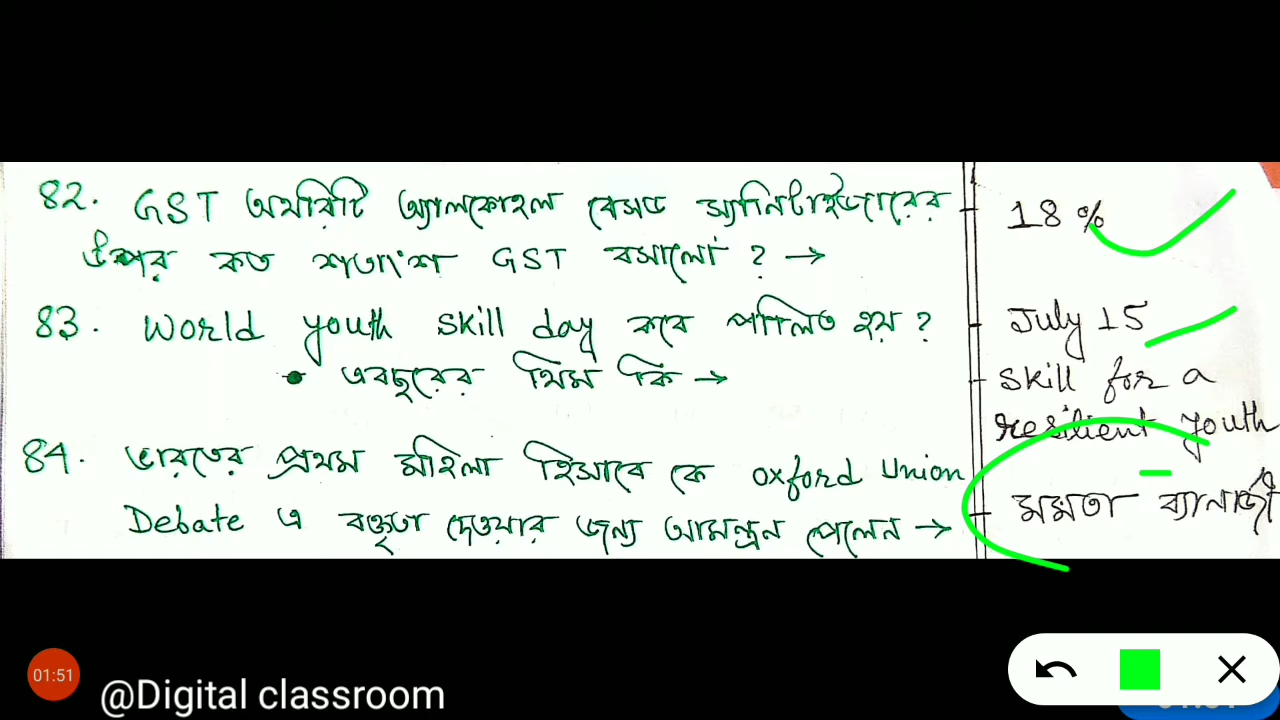 82. GST অথরিটি অ্যালকোহল বেসড স্যানিটাইজারের 18%
উপর কত শতাংশ GST বসালো ? →
83. World youth skill day কবে পালিত হয় ? July 15
• এবছরের থিম কি → skill for a
resilient youth
84. ভারতের প্রথম মহিলা হিসাবে কে oxford Union
Debate এ বক্তৃতা দেওয়ার জন্য আমন্ত্রন পেলেন → মমতা ব্যানার্জী
01:51
@Digital classroom